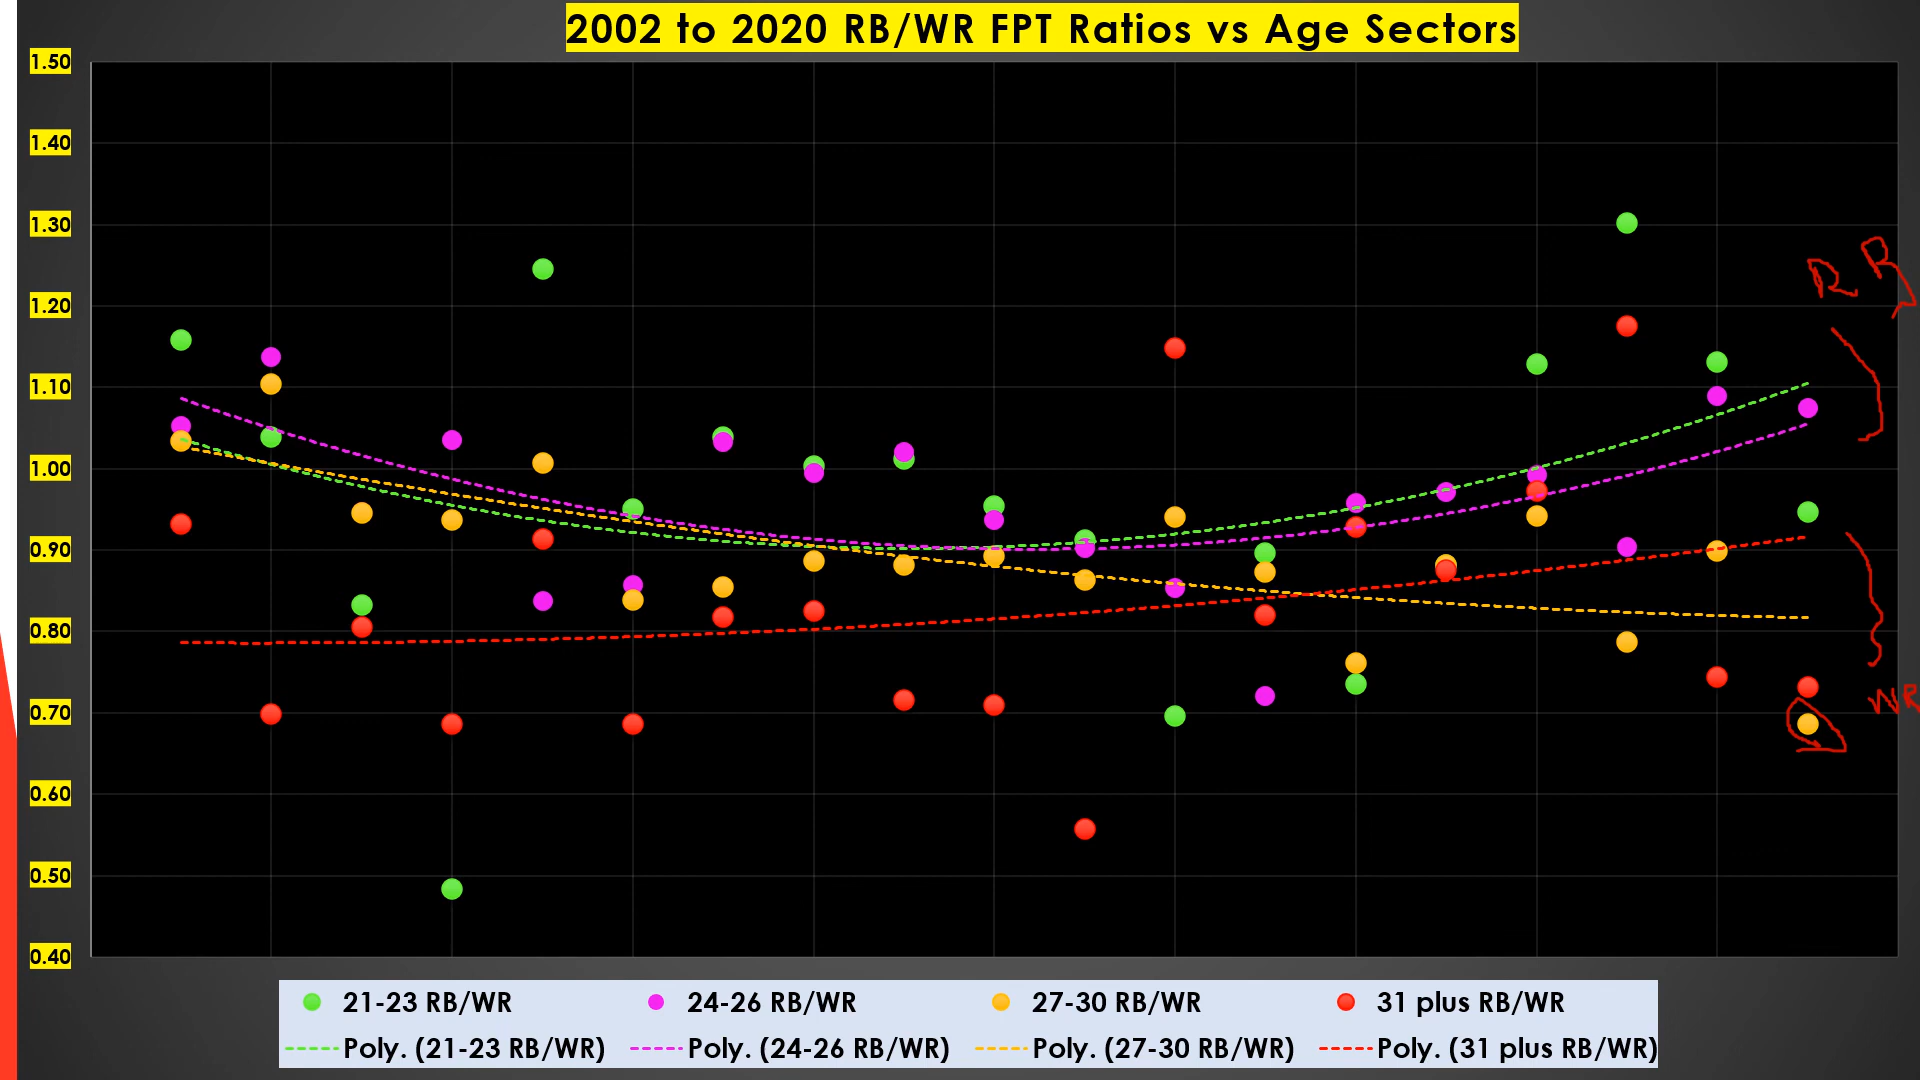 2002 to 2020 RB/WR FPT Ratios vs Age Sectors
1.50
1.40
1.30
1.20
1.10
1.00
0.90
0.80
0.70
0.60
0.50
0.40
RB
WR
21-23 RB/WR 24-26 RB/WR 27-30 RB/WR 31 plus RB/WR
Poly. (21-23 RB/WR) Poly. (24-26 RB/WR) Poly. (27-30 RB/WR) Poly. (31 plus RB/WR)